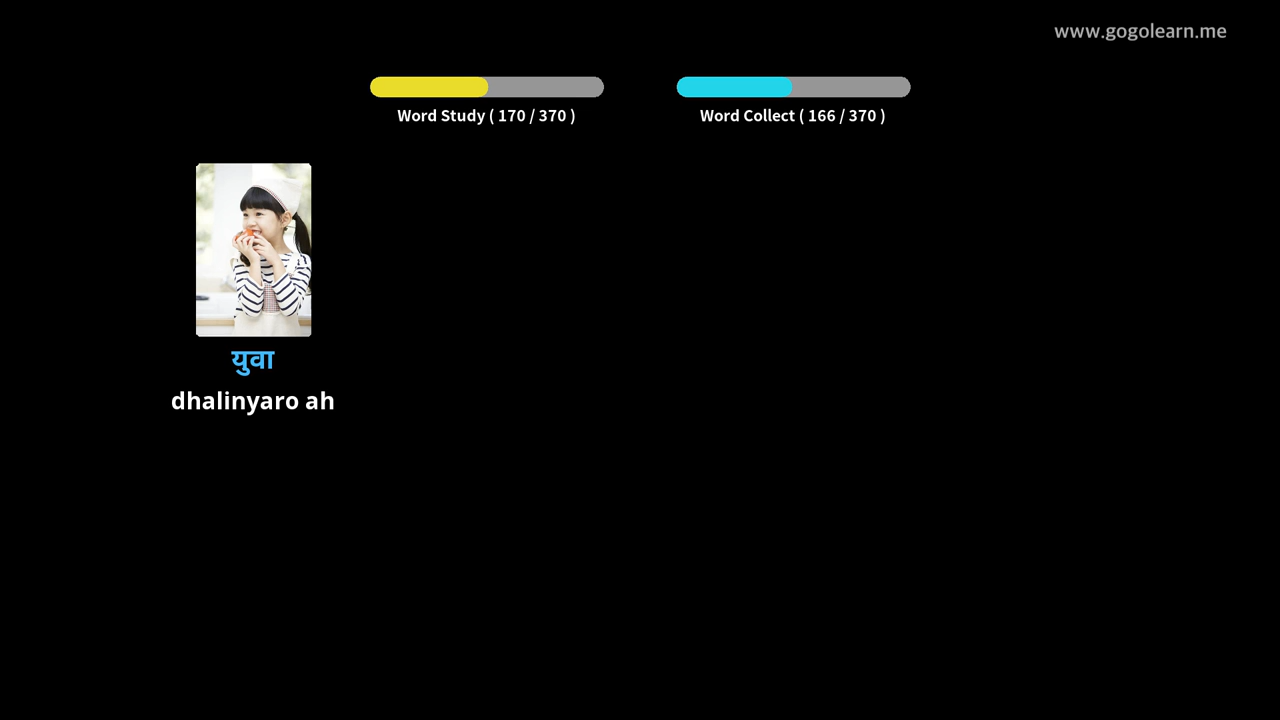 www.gogolearn.me
Word Study ( 170 / 370 )
Word Collect ( 166 / 370 )
युवा
dhalinyaro ah